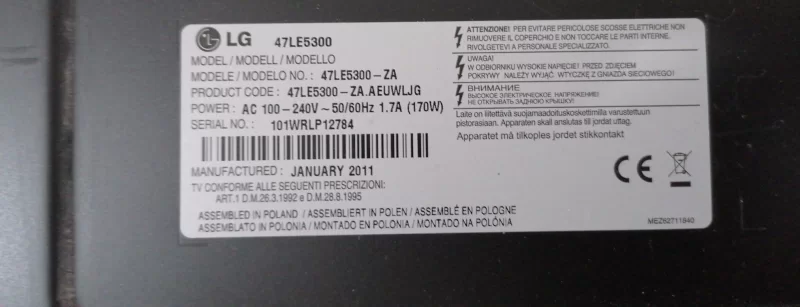 LG 47LE5300
MODEL / MODELL / MODELLO
MODELE / MODELO NO. : 47LE5300-ZA
PRODUCT CODE : 47LE5300-ZA.AEUWLJG
POWER : AC 100-240V~50/60Hz 1.7A (170W)
SERIAL NO. : 101WRLP12784
MANUFACTURED : JANUARY 2011
TV CONFORME ALLE SEGUENTI PRESCRIZIONI:
ART.1 D.M.26.3.1992 e D.M.28.8.1995
ASSEMBLED IN POLAND / ASSEMBLIERT IN POLEN / ASSEMBLÉ EN POLOGNE
ASSEMBLATO IN POLONIA / MONTADO EN POLONIA / MONTADO NA POLÓNIA
ATTENZIONE! PER EVITARE PERICOLOSE SCOSSE ELETTRICHE NON
RIMUOVERE IL COPERCHIO E NON TOCCARE LE PARTI INTERNE.
RIVOLGETEVI A PERSONALE SPECIALIZZATO.
UWAGA!
W ODBIORNIKU WYSOKIE NAPIĘCIE! PRZED ZDJĘCIEM
POKRYWY NALEŻY WYJĄĆ WTYCZKĘ Z GNIAZDA SIECIOWEGO!
ВНИМАНИЕ
ВЫСОКОЕ ЭЛЕКТРИЧЕСКОЕ НАПРЯЖЕНИЕ!
НЕ ОТКРЫВАТЬ ЗАДНЮЮ КРЫШКУ!
Laite on liitettävä suojamaadoituskoskettimilla varustettuun
pistorasiaan. Apparaten skall anslutas till jordat uttag.
Apparatet må tilkoples jordet stikkontakt
CE
MEZ62711940